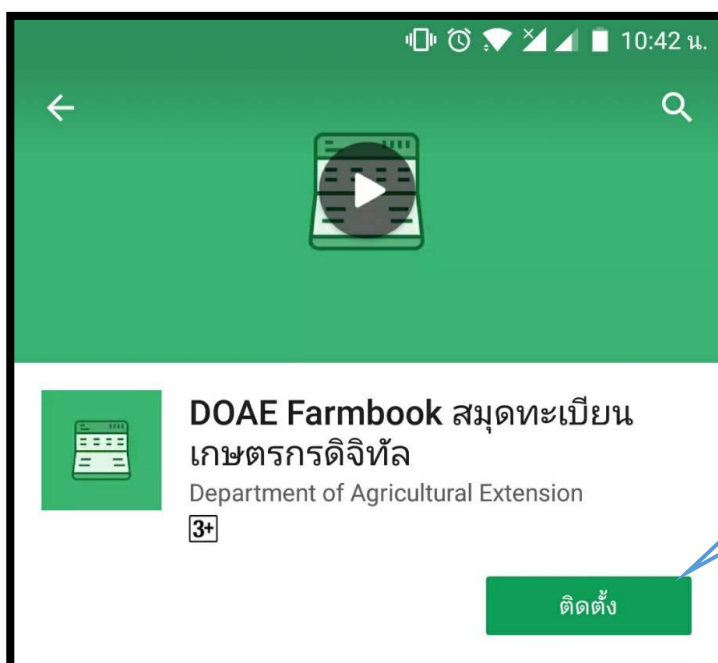 10:42 น.
DOAE Farmbook สมุดทะเบียน
เกษตรกรดิจิทัล
Department of Agricultural Extension
3+
ติดตั้ง